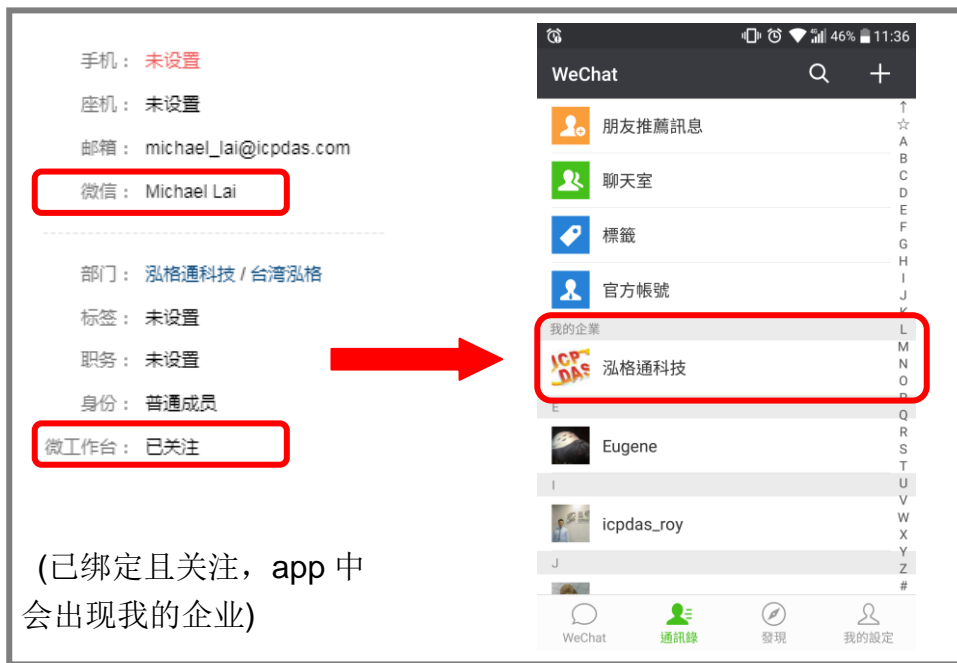 手机： 未设置
座机： 未设置
邮箱： michael_lai@icpdas.com
微信： Michael Lai
部门： 泓格通科技 / 台湾泓格
标签： 未设置
职务： 未设置
身份： 普通成员
微工作台： 已关注
(已绑定且关注，app 中
会出现我的企业)
46% 11:36
WeChat
朋友推薦訊息
聊天室
標籤
官方帳號
我的企業
ICP DAS
泓格通科技
E
Eugene
I
icpdas_roy
J
↑
☆
A
B
C
D
E
F
G
H
I
J
K
L
M
N
O
P
Q
R
S
T
U
V
W
X
Y
Z
#
WeChat
通訊錄
發現
我的設定